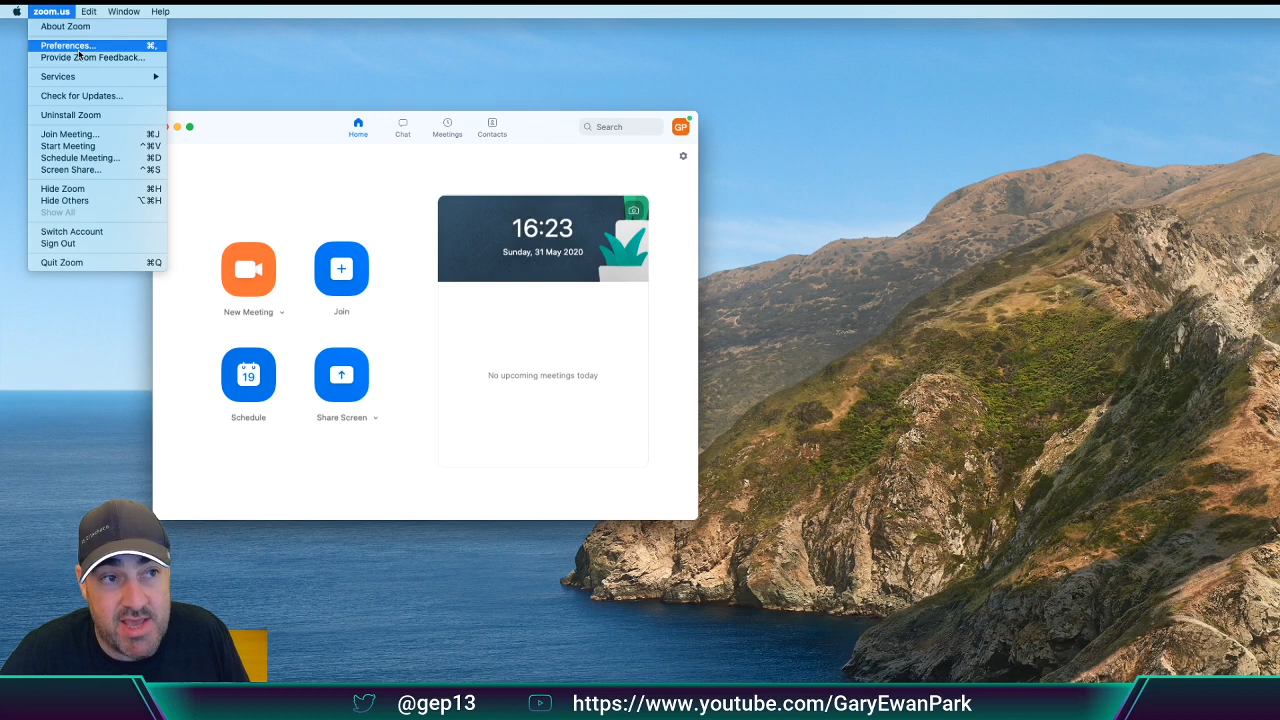 zoom.us Edit Window Help
About Zoom
Preferences... ⌘,
Provide Zoom Feedback...
Services
Check for Updates...
Uninstall Zoom
Join Meeting... ⌘J
Start Meeting ^⌘V
Schedule Meeting... ⌘D
Screen Share... ^⌘S
Hide Zoom ⌘H
Hide Others ⌥⌘H
Show All
Switch Account
Sign Out
Quit Zoom ⌘Q
Home Chat Meetings Contacts
Search
GP
16:23
Sunday, 31 May 2020
New Meeting
Join
19
Schedule
Share Screen
No upcoming meetings today
@gep13
https://www.youtube.com/GaryEwanPark